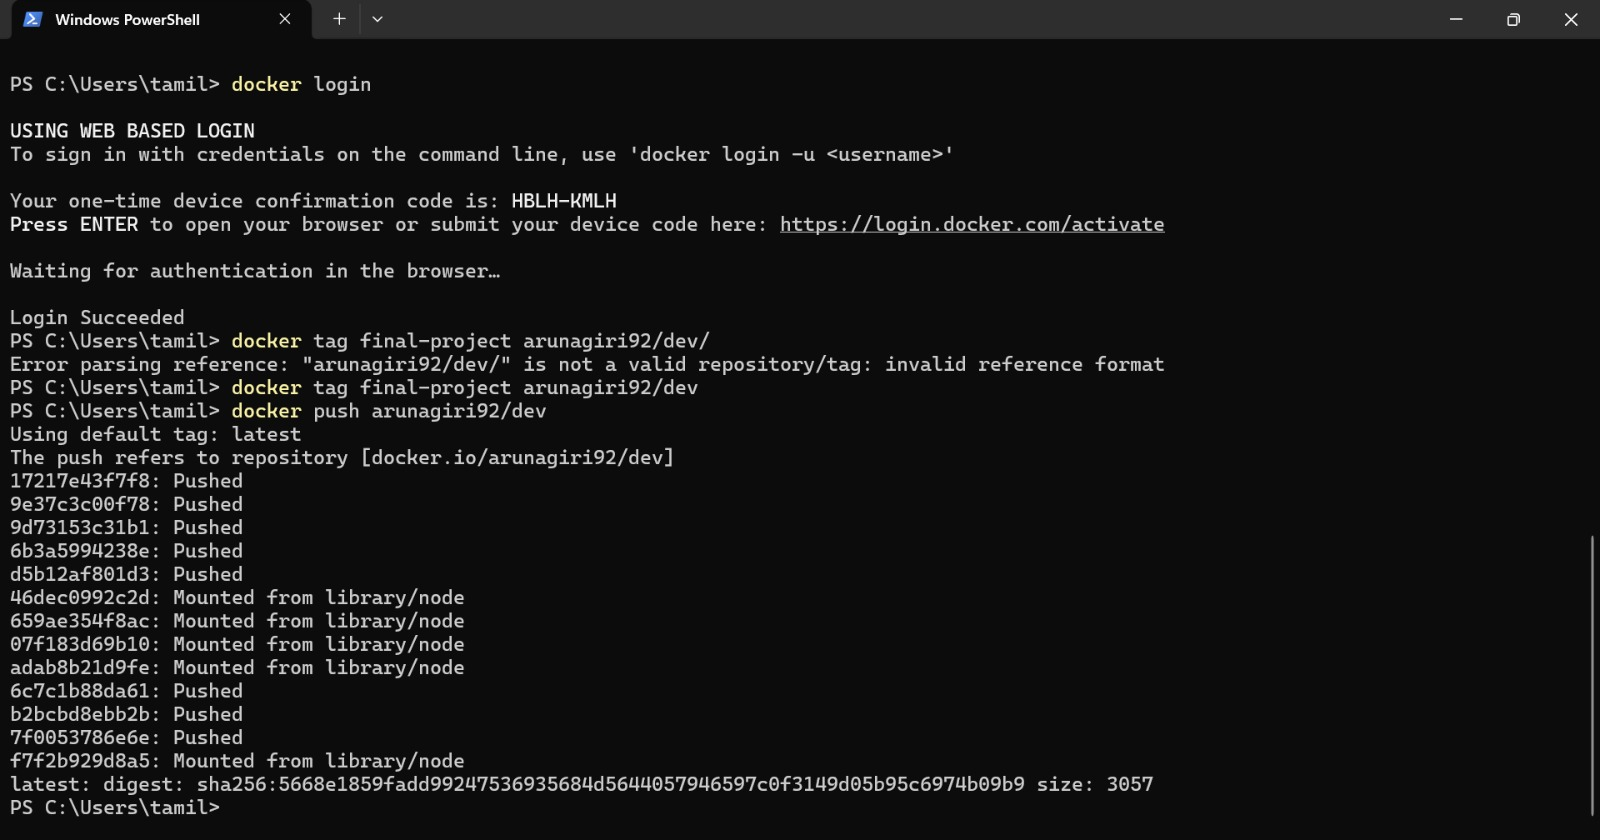 Windows PowerShell
PS C:\Users\tamil> docker login
USING WEB BASED LOGIN
To sign in with credentials on the command line, use 'docker login -u <username>'
Your one-time device confirmation code is: HBLH-KMLH
Press ENTER to open your browser or submit your device code here: https://login.docker.com/activate
Waiting for authentication in the browser…
Login Succeeded
PS C:\Users\tamil> docker tag final-project arunagiri92/dev/
Error parsing reference: "arunagiri92/dev/" is not a valid repository/tag: invalid reference format
PS C:\Users\tamil> docker tag final-project arunagiri92/dev
PS C:\Users\tamil> docker push arunagiri92/dev
Using default tag: latest
The push refers to repository [docker.io/arunagiri92/dev]
17217e43f7f8: Pushed
9e37c3c00f78: Pushed
9d73153c31b1: Pushed
6b3a5994238e: Pushed
d5b12af801d3: Pushed
46dec0992c2d: Mounted from library/node
659ae354f8ac: Mounted from library/node
07f183d69b10: Mounted from library/node
adab8b21d9fe: Mounted from library/node
6c7c1b88da61: Pushed
b2bcbd8ebb2b: Pushed
7f0053786e6e: Pushed
f7f2b929d8a5: Mounted from library/node
latest: digest: sha256:5668e1859fadd99247536935684d5644057946597c0f3149d05b95c6974b09b9 size: 3057
PS C:\Users\tamil>